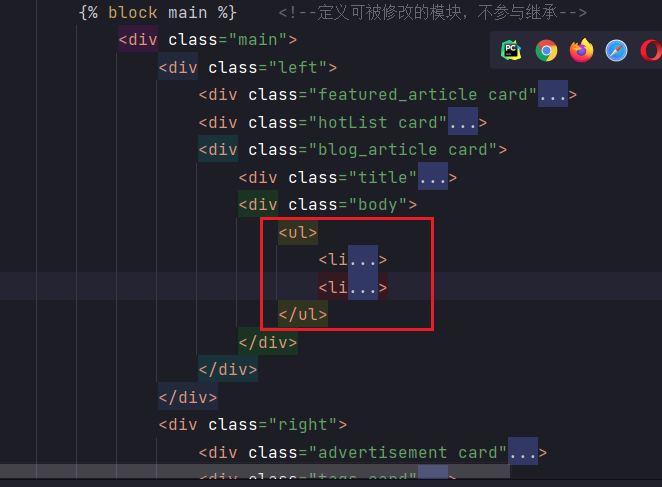 {% block main %}    <!--定义可被修改的模块，不参与继承-->
<div class="main">
<div class="left">
<div class="featured_article card"...>
<div class="hotList card"...>
<div class="blog_article card">
<div class="title"...>
<div class="body">
<ul>
<li...>
<li...>
</ul>
</div>
</div>
</div>
<div class="right">
<div class="advertisement card"...>
<div class="tags card"...>